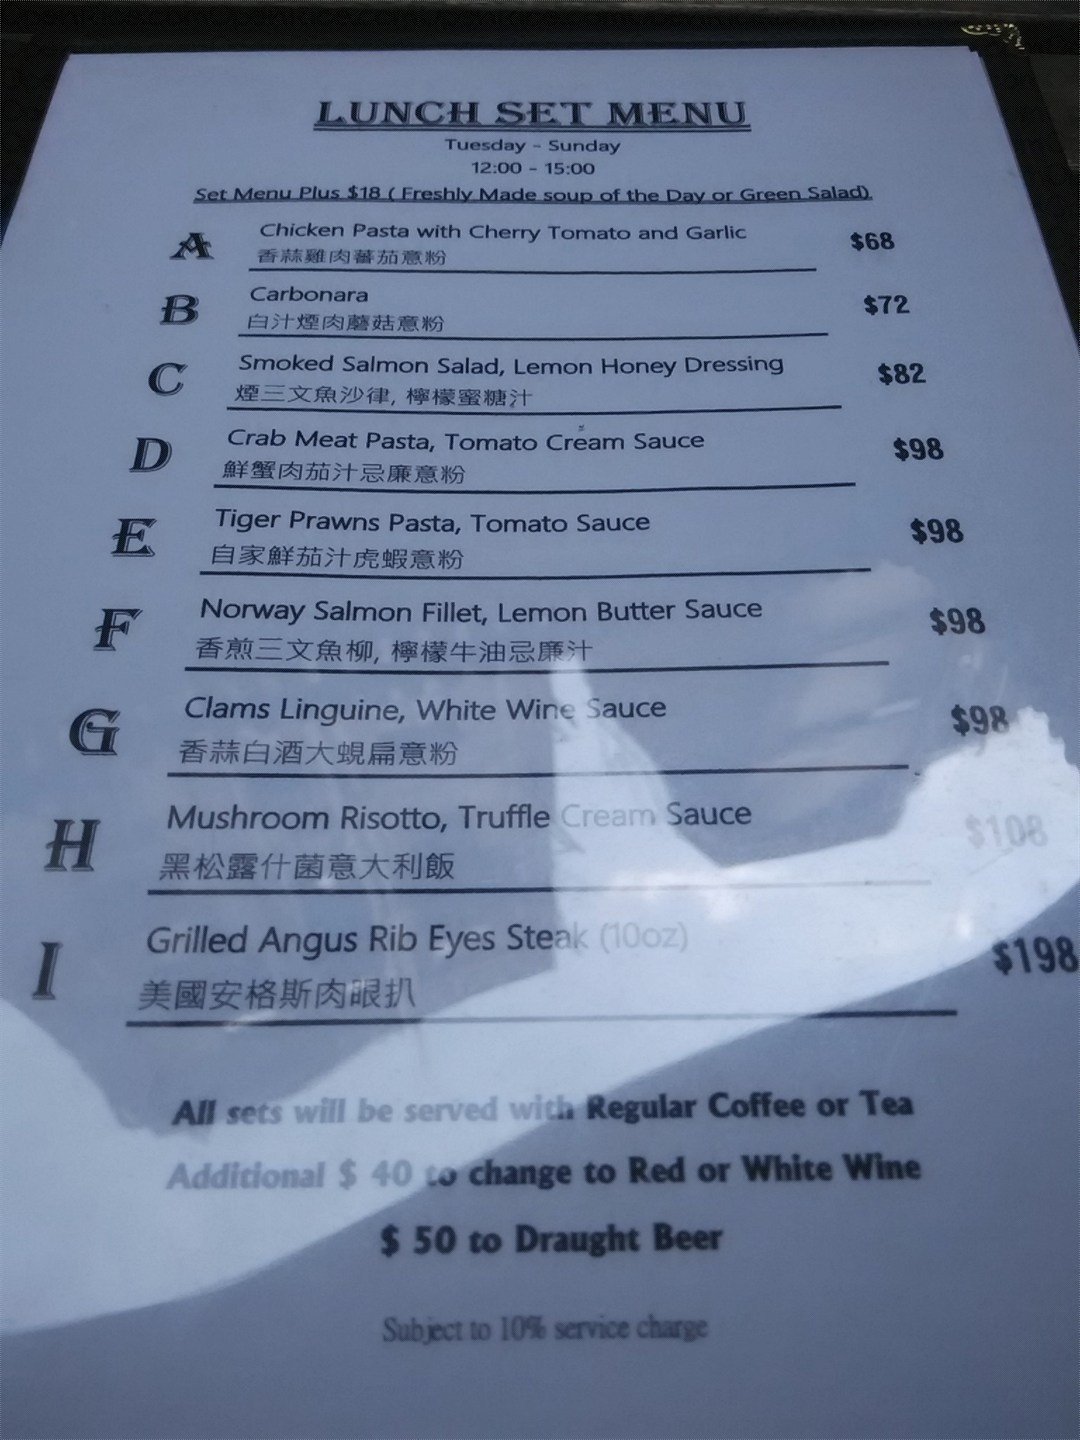 LUNCH SET MENU
Tuesday - Sunday
12:00 - 15:00
Set Menu Plus $18 ( Freshly Made soup of the Day or Green Salad)
A Chicken Pasta with Cherry Tomato and Garlic $68
香蒜雞肉蕃茄意粉
B Carbonara $72
白汁煙肉蘑菇意粉
C Smoked Salmon Salad, Lemon Honey Dressing $82
煙三文魚沙律, 檸檬蜜糖汁
D Crab Meat Pasta, Tomato Cream Sauce $98
鮮蟹肉茄汁忌廉意粉
E Tiger Prawns Pasta, Tomato Sauce $98
自家鮮茄汁虎蝦意粉
F Norway Salmon Fillet, Lemon Butter Sauce $98
香煎三文魚柳, 檸檬牛油忌廉汁
G Clams Linguine, White Wine Sauce $98
香蒜白酒大蜆扁意粉
H Mushroom Risotto, Truffle Cream Sauce $108
黑松露什菌意大利飯
I Grilled Angus Rib Eyes Steak (10oz) $198
美國安格斯肉眼扒
All sets will be served with Regular Coffee or Tea
Additional $ 40 to change to Red or White Wine
$ 50 to Draught Beer
Subject to 10% service charge